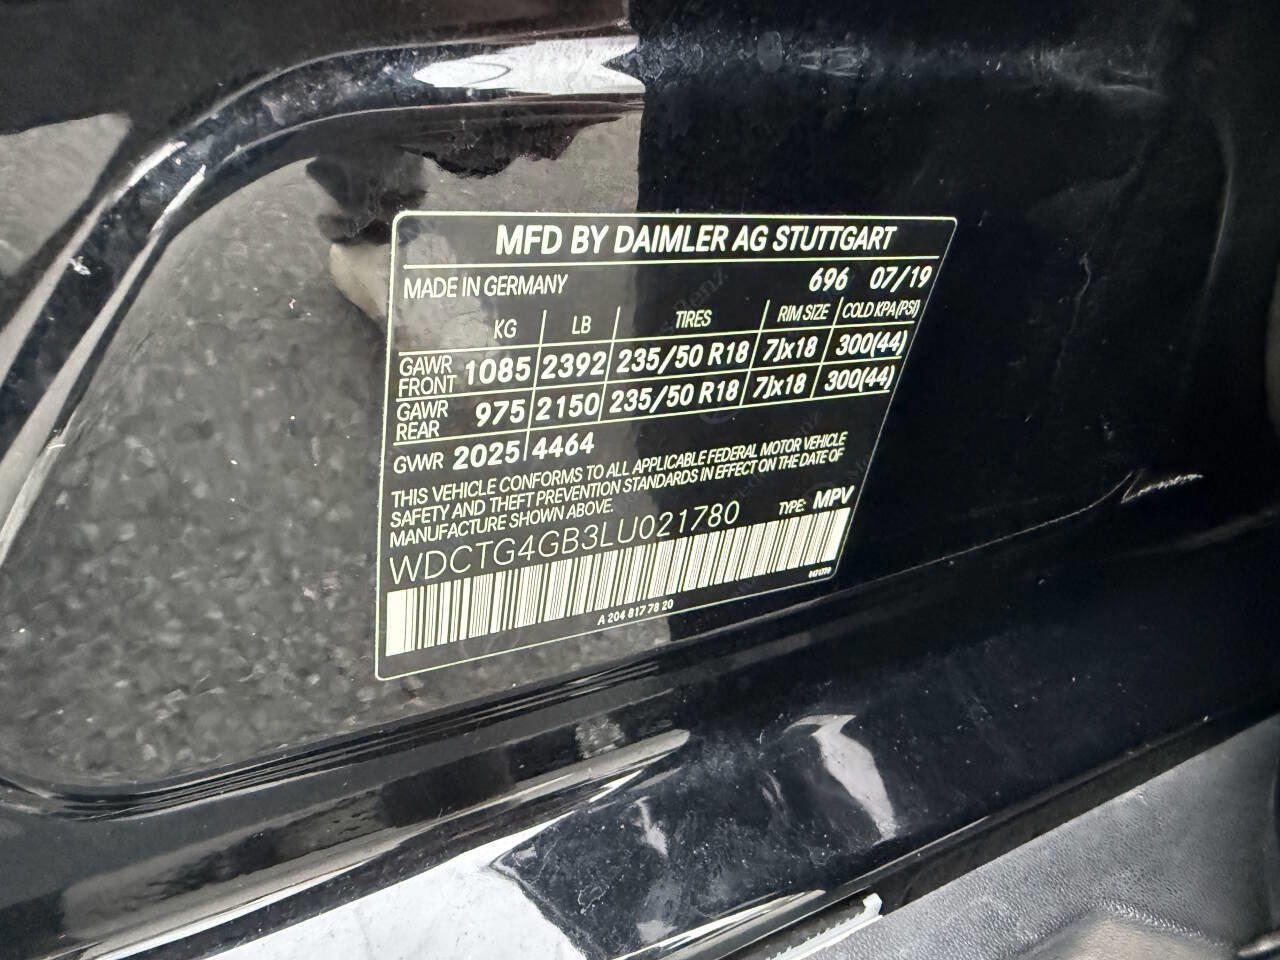 MFD BY DAIMLER AG STUTTGART
MADE IN GERMANY 696 07/19
KG LB TIRES RIM SIZE COLD KPA (PSI)
GAWR FRONT 1085 2392 235/50 R18 7Jx18 300(44)
GAWR REAR 975 2150 235/50 R18 7Jx18 300(44)
GVWR 2025 4464
THIS VEHICLE CONFORMS TO ALL APPLICABLE FEDERAL MOTOR VEHICLE
SAFETY AND THEFT PREVENTION STANDARDS IN EFFECT ON THE DATE OF
MANUFACTURE SHOWN ABOVE.
WDCTG4GB3LU021780 TYPE: MPV
A 204 817 78 20